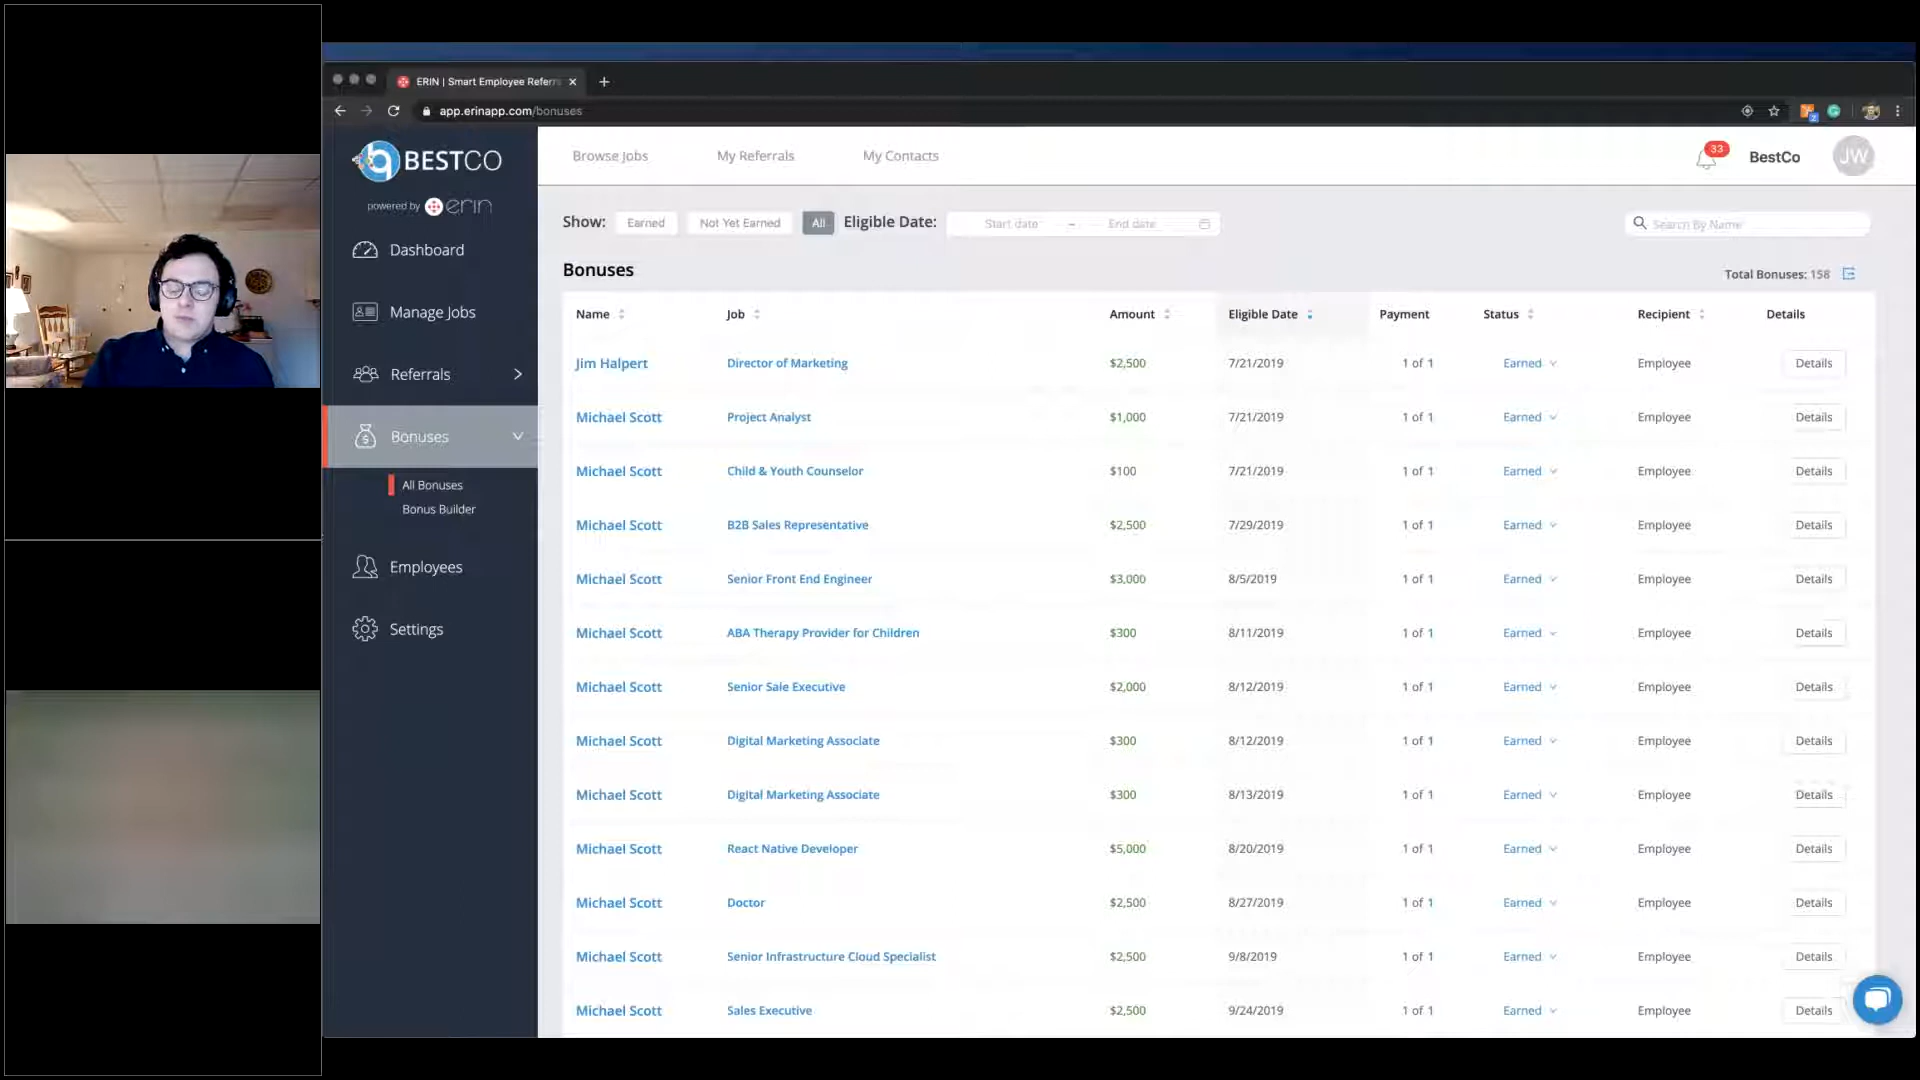 ERIN | Smart Employee Referr
app.erinapp.com/bonuses
BESTCO
powered by erin
Browse Jobs My Referrals My Contacts
33
BestCo
JW
Show: Earned Not Yet Earned All Eligible Date: Start date ~ End date
Search By Name
Dashboard
Manage Jobs
Referrals
Bonuses
All Bonuses
Bonus Builder
Employees
Settings
Bonuses
Total Bonuses: 158
Name Job Amount Eligible Date Payment Status Recipient Details
Jim Halpert Director of Marketing $2,500 7/21/2019 1 of 1 Earned Employee Details
Michael Scott Project Analyst $1,000 7/21/2019 1 of 1 Earned Employee Details
Michael Scott Child & Youth Counselor $100 7/21/2019 1 of 1 Earned Employee Details
Michael Scott B2B Sales Representative $2,500 7/29/2019 1 of 1 Earned Employee Details
Michael Scott Senior Front End Engineer $3,000 8/5/2019 1 of 1 Earned Employee Details
Michael Scott ABA Therapy Provider for Children $300 8/11/2019 1 of 1 Earned Employee Details
Michael Scott Senior Sale Executive $2,000 8/12/2019 1 of 1 Earned Employee Details
Michael Scott Digital Marketing Associate $300 8/12/2019 1 of 1 Earned Employee Details
Michael Scott Digital Marketing Associate $300 8/13/2019 1 of 1 Earned Employee Details
Michael Scott React Native Developer $5,000 8/20/2019 1 of 1 Earned Employee Details
Michael Scott Doctor $2,500 8/27/2019 1 of 1 Earned Employee Details
Michael Scott Senior Infrastructure Cloud Specialist $2,500 9/8/2019 1 of 1 Earned Employee Details
Michael Scott Sales Executive $2,500 9/24/2019 1 of 1 Earned Employee Details